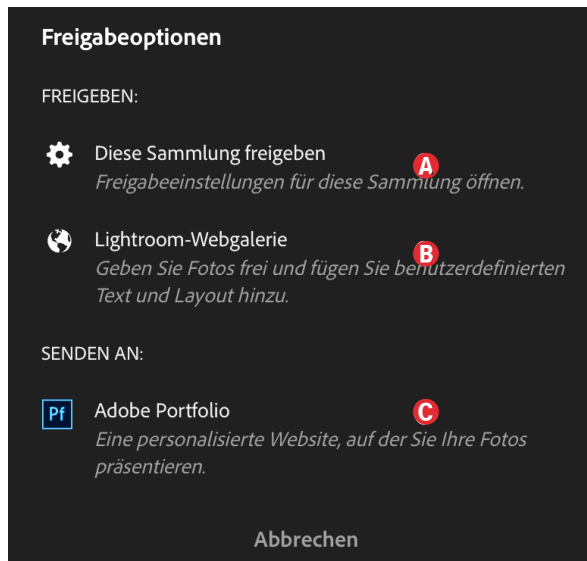 Freigabeoptionen
FREIGEBEN:
Diese Sammlung freigeben
A
Freigabeeinstellungen für diese Sammlung öffnen.
Lightroom-Webgalerie
B
Geben Sie Fotos frei und fügen Sie benutzerdefinierten
Text und Layout hinzu.
SENDEN AN:
Pf Adobe Portfolio
C
Eine personalisierte Website, auf der Sie Ihre Fotos
präsentieren.
Abbrechen